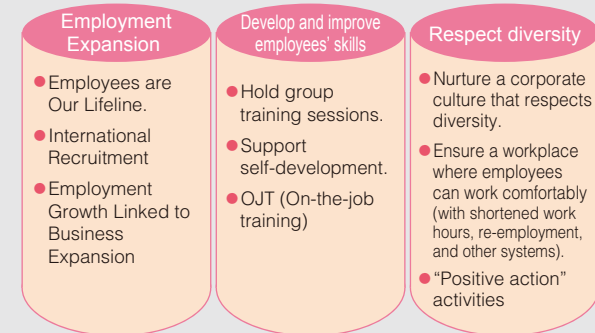 Employment
Expansion
● Employees are
Our Lifeline.
● International
Recruitment
● Employment
Growth Linked to
Business
Expansion
Develop and improve
employees' skills
● Hold group
training sessions.
● Support
self-development.
● OJT (On-the-job
training)
Respect diversity
● Nurture a corporate
culture that respects
diversity.
● Ensure a workplace
where employees
can work comfortably
(with shortened work
hours, re-employment,
and other systems).
● “Positive action”
activities